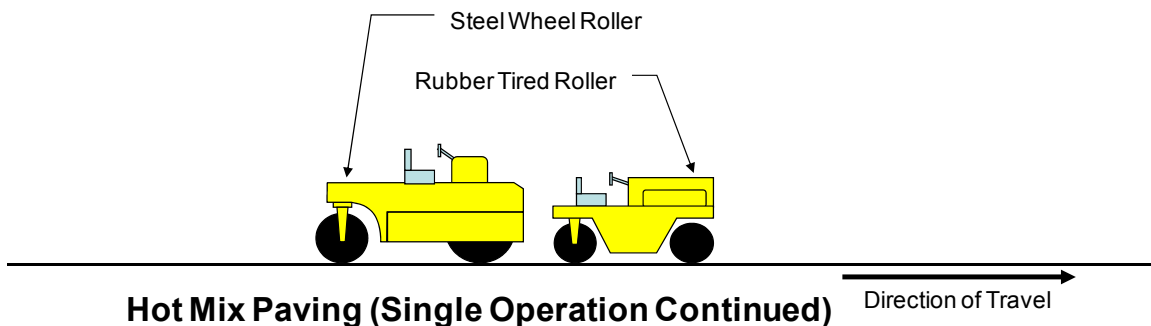 Steel Wheel Roller
Rubber Tired Roller
Hot Mix Paving (Single Operation Continued)
Direction of Travel